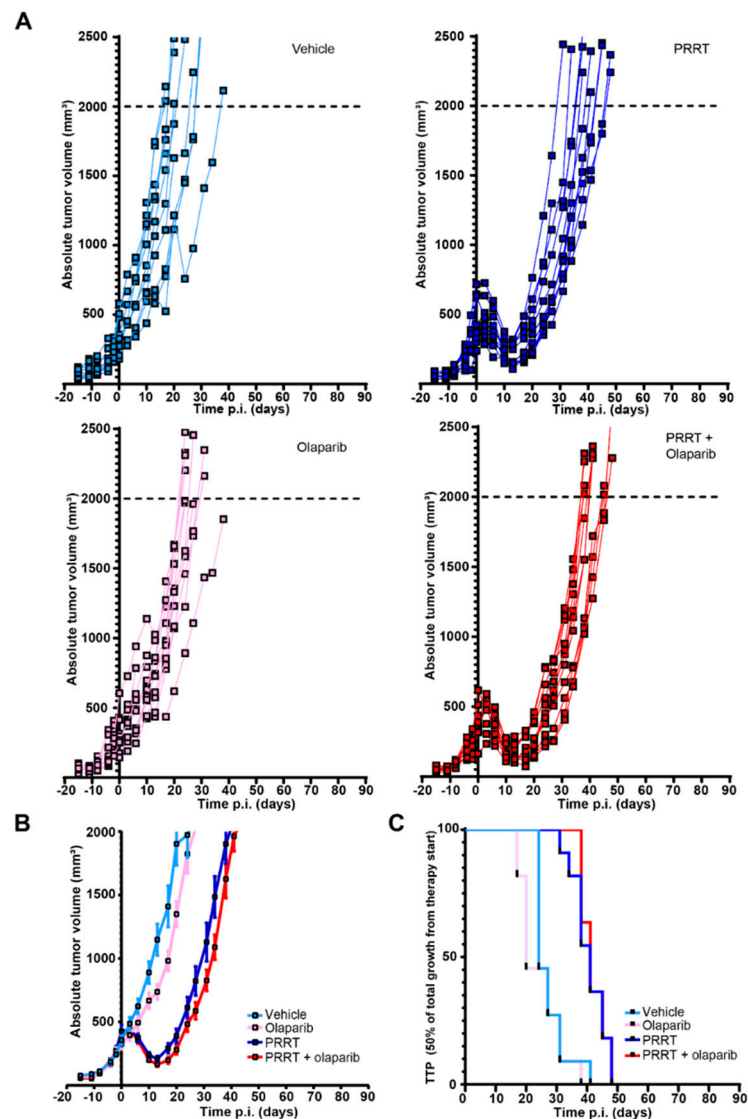 A
Vehicle
Absolute tumor volume (mm³)
2500
2000
1500
1000
500
-20 -10 0 10 20 30 40 50 60 70 80 90
Time p.i. (days)
PRRT
Absolute tumor volume (mm³)
2500
2000
1500
1000
500
-20 -10 0 10 20 30 40 50 60 70 80 90
Time p.i. (days)
Olaparib
Absolute tumor volume (mm³)
2500
2000
1500
1000
500
-20 -10 0 10 20 30 40 50 60 70 80 90
Time p.i. (days)
PRRT +
Olaparib
Absolute tumor volume (mm³)
2500
2000
1500
1000
500
-20 -10 0 10 20 30 40 50 60 70 80 90
Time p.i. (days)
B
Absolute tumor volume (mm³)
2000
1500
1000
500
Vehicle
Olaparib
PRRT
PRRT + olaparib
-20 -10 0 10 20 30 40 50 60 70 80 90
Time p.i. (days)
C
TTP (50% of total growth from therapy start)
100
50
0
Vehicle
Olaparib
PRRT
PRRT + olaparib
0 10 20 30 40 50 60 70 80 90
Time p.i. (days)